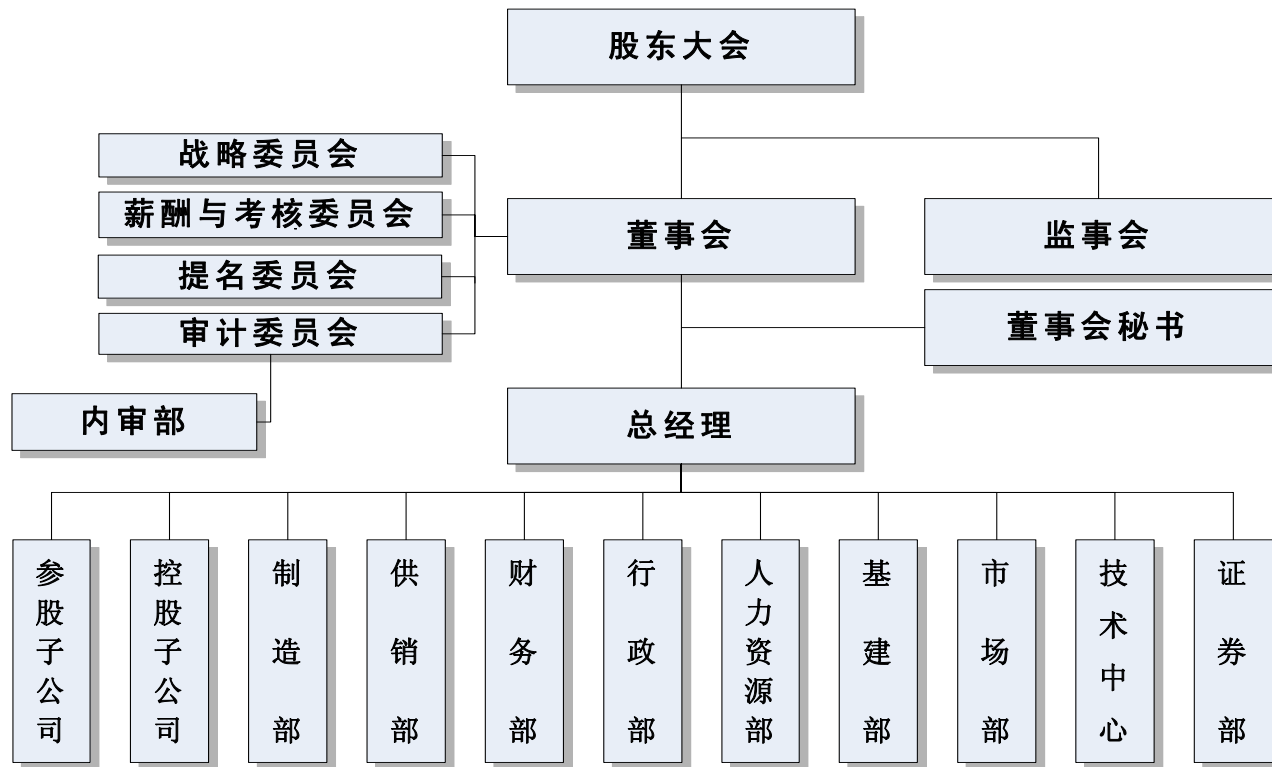 股东大会
战略委员会
薪酬与考核委员会
董事会
监事会
提名委员会
审计委员会
董事会秘书
内审部
总经理
参股子公司
控股子公司
制造部
供销部
财务部
行政部
人力资源部
基建部
市场部
技术中心
证券部